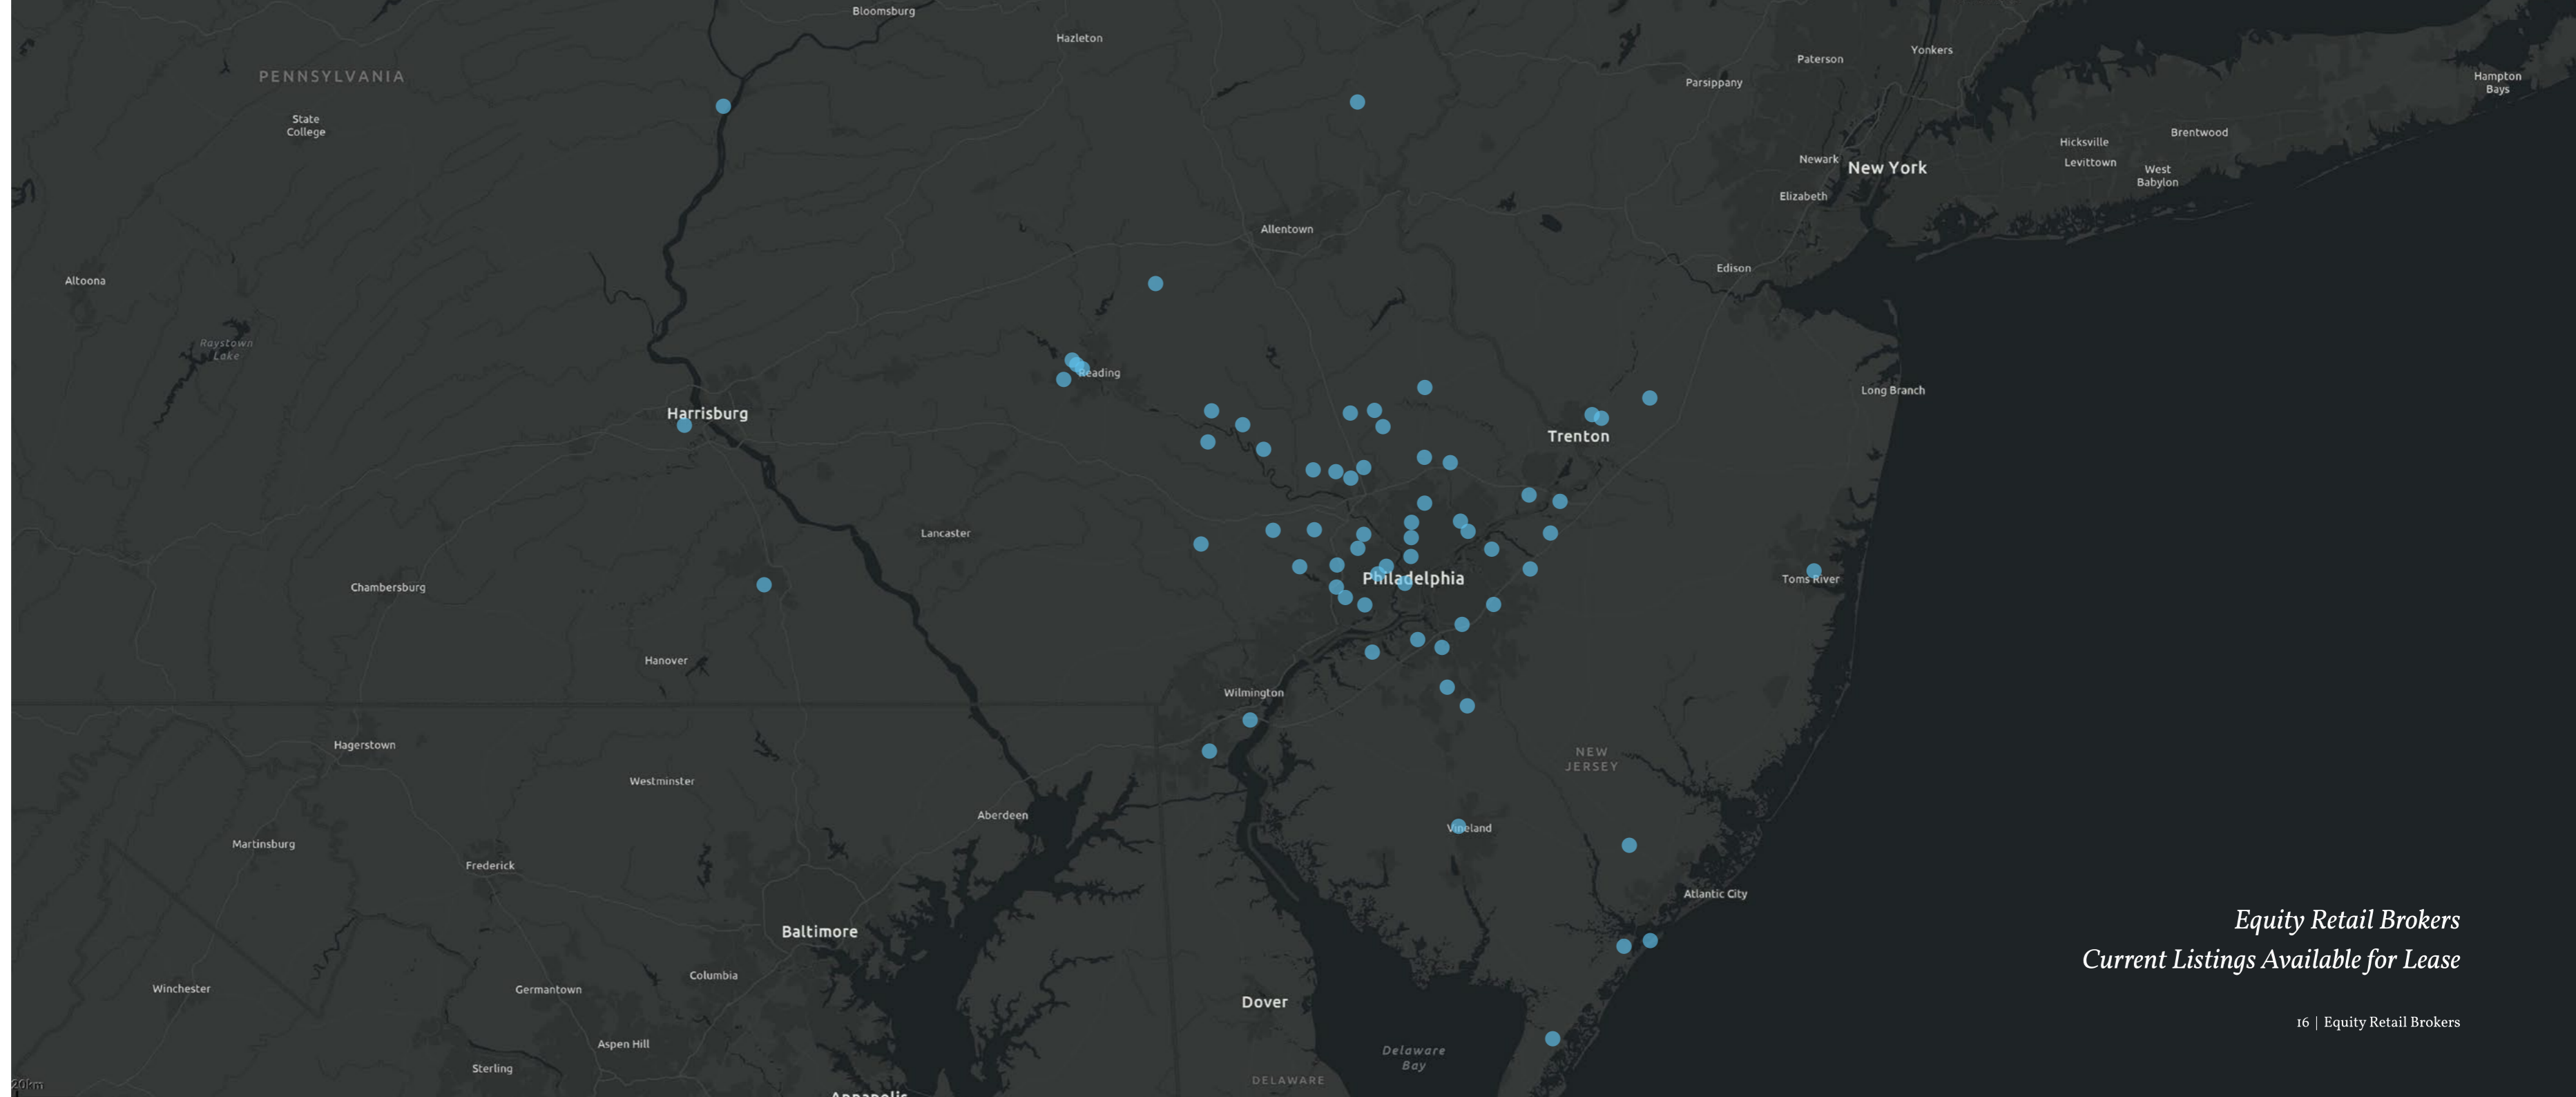 Bloomsburg
Hazleton
Yonkers
Paterson
PENNSYLVANIA
Parsippany
Hampton
Bays
State
College
Brentwood
Hicksville
Newark
New York
Levittown
West
Babylon
Elizabeth
Allentown
Edison
Altoona
Raystown
Lake
Reading
Long Branch
Harrisburg
Trenton
Lancaster
Philadelphia
Toms River
Chambersburg
Hanover
Wilmington
Hagerstown
NEW
JERSEY
Westminster
Aberdeen
Vineland
Martinsburg
Frederick
Atlantic City
Baltimore
Columbia
Winchester
Germantown
Dover
Aspen Hill
Delaware
Bay
Sterling
DELAWARE
20km
Annapolis
Equity Retail Brokers
Current Listings Available for Lease
16 | Equity Retail Brokers